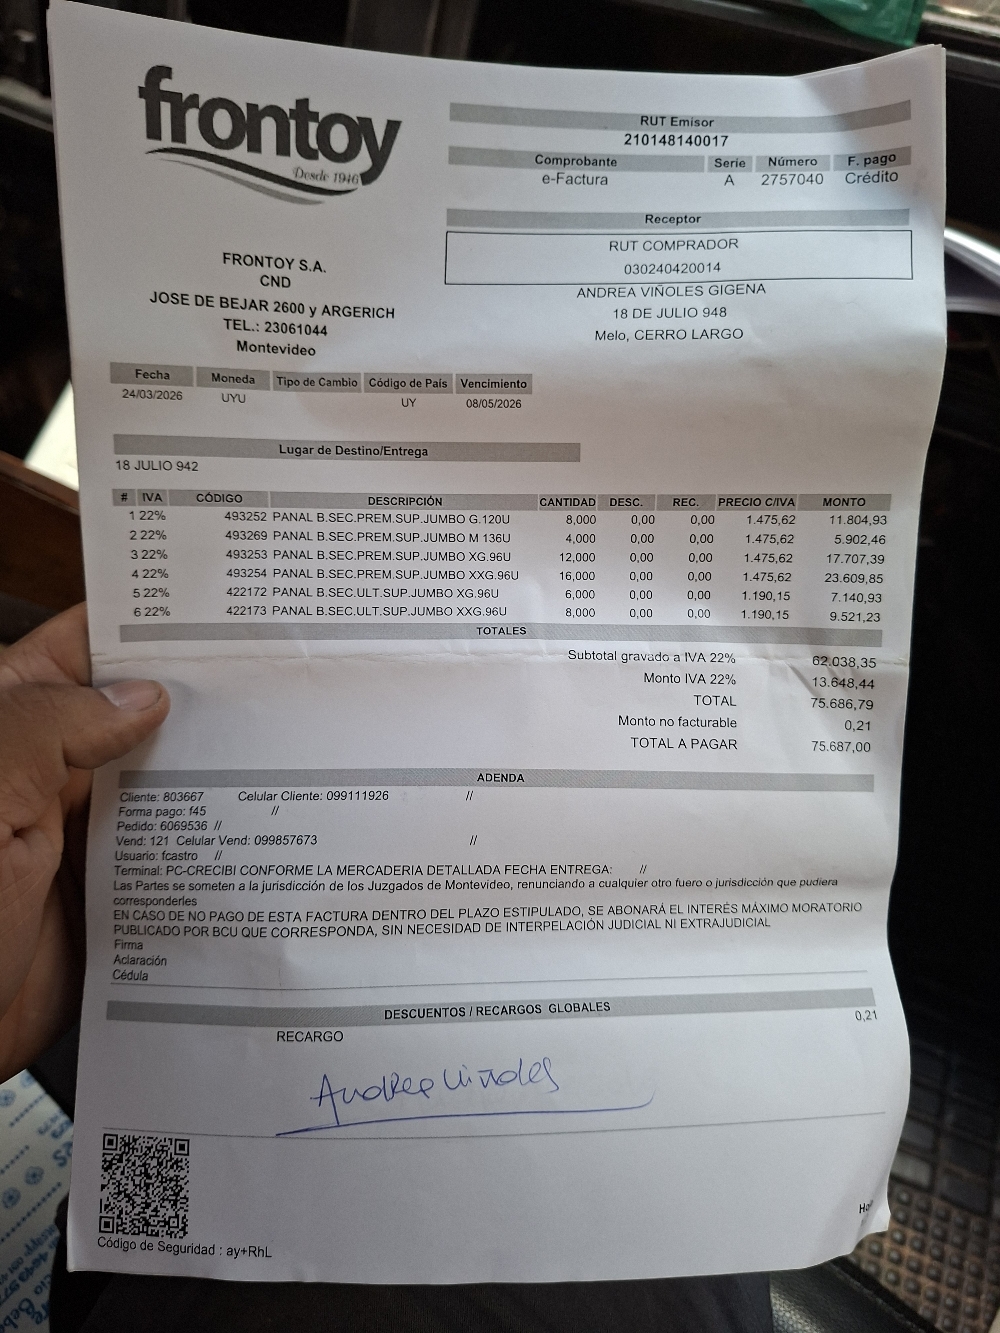 frontoy
Desde 1946
FRONTOY S.A.
CND
JOSE DE BEJAR 2600 y ARGERICH
TEL.: 23061044
Montevideo
RUT Emisor
210148140017
Comprobante Serie Número F. pago
e-Factura A 2757040 Crédito
Receptor
RUT COMPRADOR
030240420014
ANDREA VIÑOLES GIGENA
18 DE JULIO 948
Melo, CERRO LARGO
Fecha Moneda Tipo de Cambio Código de País Vencimiento
24/03/2026 UYU UY 08/05/2026
Lugar de Destino/Entrega
18 JULIO 942
# IVA CÓDIGO DESCRIPCIÓN CANTIDAD DESC. REC. PRECIO C/IVA MONTO
1 22% 493252 PANAL B.SEC.PREM.SUP.JUMBO G.120U 8,000 0,00 0,00 1.475,62 11.804,93
2 22% 493269 PANAL B.SEC.PREM.SUP.JUMBO M 136U 4,000 0,00 0,00 1.475,62 5.902,46
3 22% 493253 PANAL B.SEC.PREM.SUP.JUMBO XG.96U 12,000 0,00 0,00 1.475,62 17.707,39
4 22% 493254 PANAL B.SEC.PREM.SUP.JUMBO XXG.96U 16,000 0,00 0,00 1.475,62 23.609,85
5 22% 422172 PANAL B.SEC.ULT.SUP.JUMBO XG.96U 6,000 0,00 0,00 1.190,15 7.140,93
6 22% 422173 PANAL B.SEC.ULT.SUP.JUMBO XXG.96U 8,000 0,00 0,00 1.190,15 9.521,23
TOTALES
Subtotal gravado a IVA 22% 62.038,35
Monto IVA 22% 13.648,44
TOTAL 75.686,79
Monto no facturable 0,21
TOTAL A PAGAR 75.687,00
ADENDA
Cliente: 803667 Celular Cliente: 099111926 //
Forma pago: f45 //
Pedido: 6069536 //
Vend: 121 Celular Vend: 099857673 //
Usuario: fcastro //
Terminal: PC-CRECIBI CONFORME LA MERCADERIA DETALLADA FECHA ENTREGA: //
Las Partes se someten a la jurisdicción de los Juzgados de Montevideo, renunciando a cualquier otro fuero o jurisdicción que pudiera
corresponderles
EN CASO DE NO PAGO DE ESTA FACTURA DENTRO DEL PLAZO ESTIPULADO, SE ABONARÁ EL INTERÉS MÁXIMO MORATORIO
PUBLICADO POR BCU QUE CORRESPONDA, SIN NECESIDAD DE INTERPELACIÓN JUDICIAL NI EXTRAJUDICIAL
Firma
Aclaración
Cédula
DESCUENTOS / RECARGOS GLOBALES
RECARGO 0,21
Andrea Viñoles
Código de Seguridad : ay+RhL